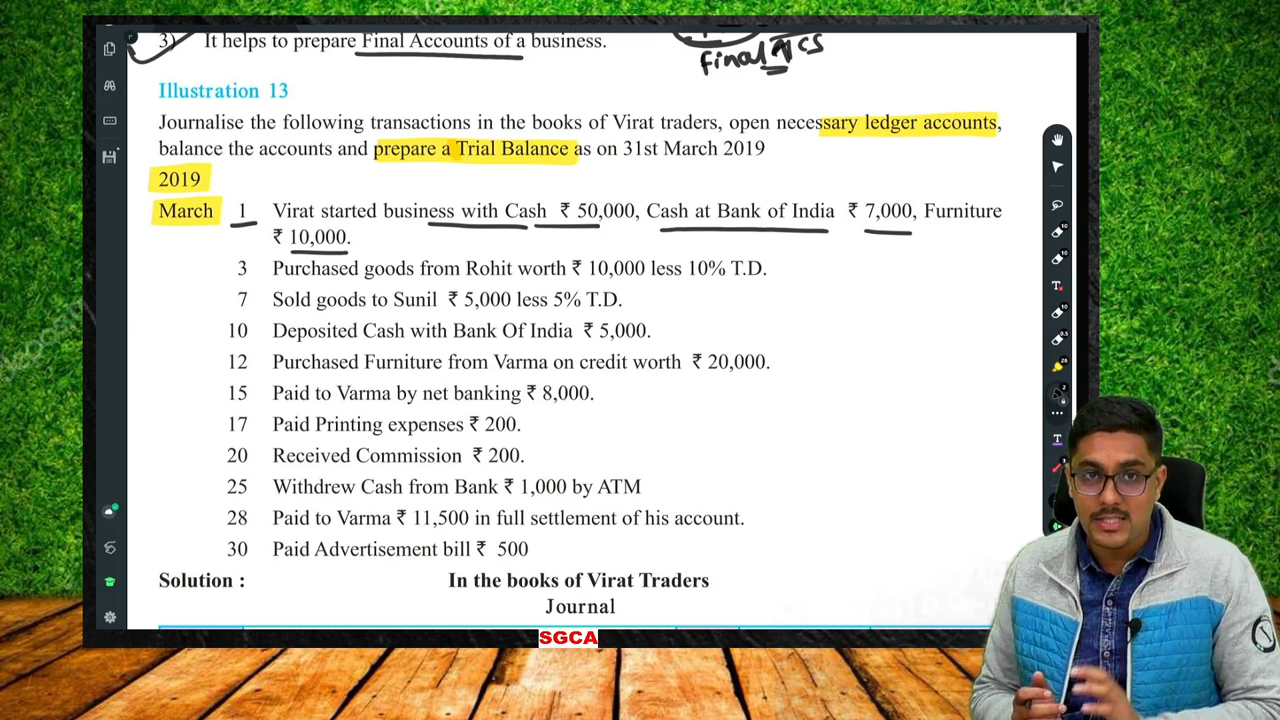 3) It helps to prepare Final Accounts of a business.
Final A/cs
Illustration 13
Journalise the following transactions in the books of Virat traders, open necessary ledger accounts,
balance the accounts and prepare a Trial Balance as on 31st March 2019
2019
March 1 Virat started business with Cash ₹ 50,000, Cash at Bank of India ₹ 7,000, Furniture
₹ 10,000.
3 Purchased goods from Rohit worth ₹ 10,000 less 10% T.D.
7 Sold goods to Sunil ₹ 5,000 less 5% T.D.
10 Deposited Cash with Bank Of India ₹ 5,000.
12 Purchased Furniture from Varma on credit worth ₹ 20,000.
15 Paid to Varma by net banking ₹ 8,000.
17 Paid Printing expenses ₹ 200.
20 Received Commission ₹ 200.
25 Withdrew Cash from Bank ₹ 1,000 by ATM
28 Paid to Varma ₹ 11,500 in full settlement of his account.
30 Paid Advertisement bill ₹ 500
Solution : In the books of Virat Traders
Journal
SGCA